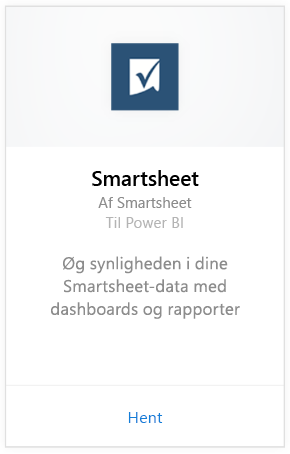 Smartsheet
Af Smartsheet
Til Power BI
Øg synligheden i dine
Smartsheet-data med
dashboards og rapporter
Hent